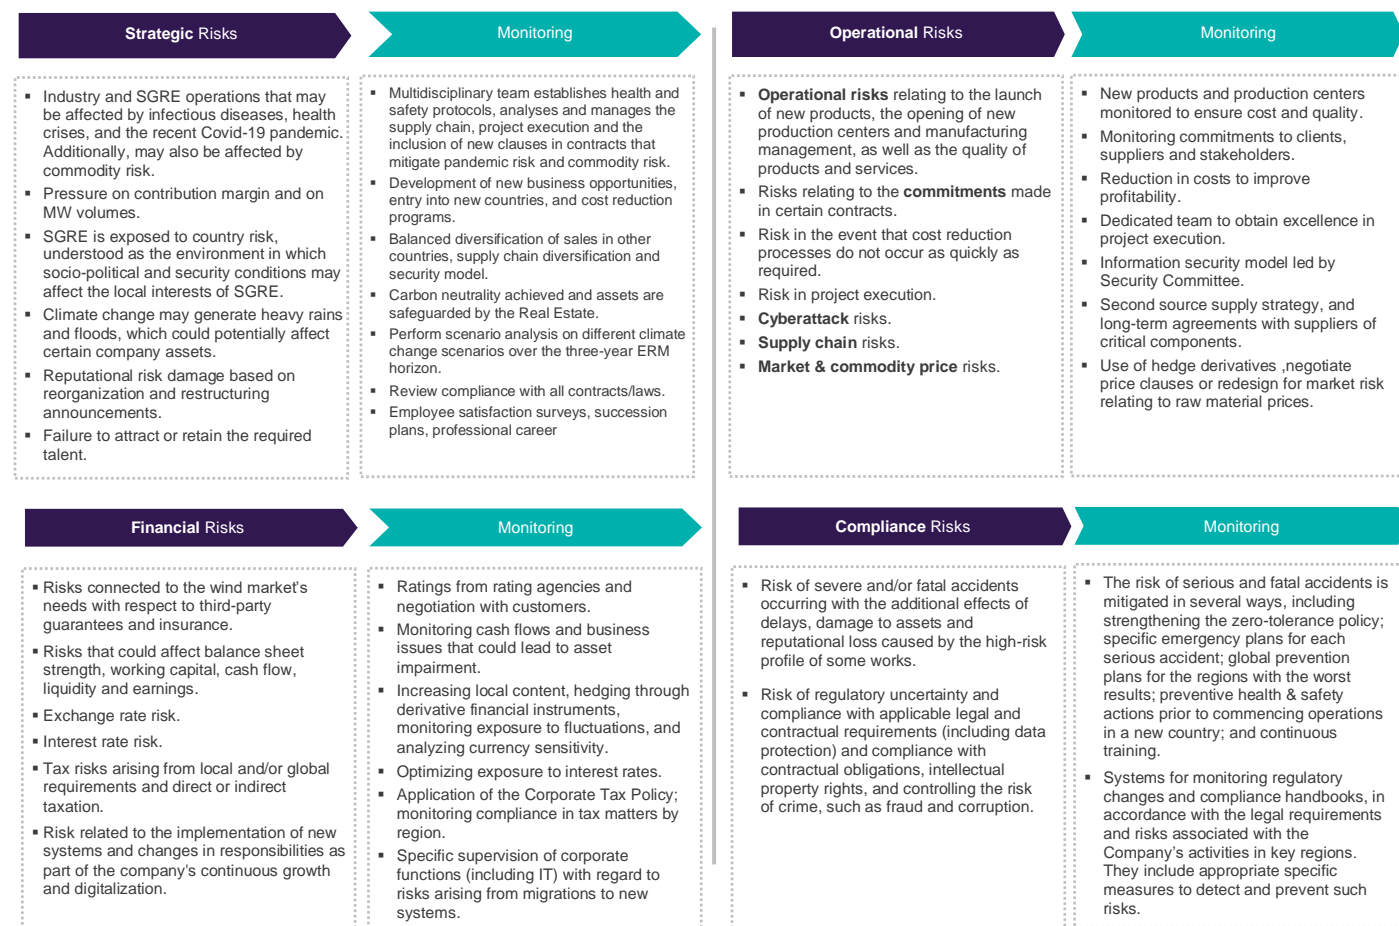 Strategic Risks
Monitoring
▪ Industry and SGRE operations that may
be affected by infectious diseases, health
crises, and the recent Covid-19 pandemic.
Additionally, may also be affected by
commodity risk.
▪ Pressure on contribution margin and on
MW volumes.
▪ SGRE is exposed to country risk,
understood as the environment in which
socio-political and security conditions may
affect the local interests of SGRE.
▪ Climate change may generate heavy rains
and floods, which could potentially affect
certain company assets.
▪ Reputational risk damage based on
reorganization and restructuring
announcements.
▪ Failure to attract or retain the required
talent.
▪ Multidisciplinary team establishes health and
safety protocols, analyses and manages the
supply chain, project execution and the
inclusion of new clauses in contracts that
mitigate pandemic risk and commodity risk.
▪ Development of new business opportunities,
entry into new countries, and cost reduction
programs.
▪ Balanced diversification of sales in other
countries, supply chain diversification and
security model.
▪ Carbon neutrality achieved and assets are
safeguarded by the Real Estate.
▪ Perform scenario analysis on different climate
change scenarios over the three-year ERM
horizon.
▪ Review compliance with all contracts/laws.
▪ Employee satisfaction surveys, succession
plans, professional career
Operational Risks
Monitoring
▪ Operational risks relating to the launch
of new products, the opening of new
production centers and manufacturing
management, as well as the quality of
products and services.
▪ Risks relating to the commitments made
in certain contracts.
▪ Risk in the event that cost reduction
processes do not occur as quickly as
required.
▪ Risk in project execution.
▪ Cyberattack risks.
▪ Supply chain risks.
▪ Market & commodity price risks.
▪ New products and production centers
monitored to ensure cost and quality.
▪ Monitoring commitments to clients,
suppliers and stakeholders.
▪ Reduction in costs to improve
profitability.
▪ Dedicated team to obtain excellence in
project execution.
▪ Information security model led by
Security Committee.
▪ Second source supply strategy, and
long-term agreements with suppliers of
critical components.
▪ Use of hedge derivatives ,negotiate
price clauses or redesign for market risk
relating to raw material prices.
Financial Risks
Monitoring
▪ Risks connected to the wind market's
needs with respect to third-party
guarantees and insurance.
▪ Risks that could affect balance sheet
strength, working capital, cash flow,
liquidity and earnings.
▪ Exchange rate risk.
▪ Interest rate risk.
▪ Tax risks arising from local and/or global
requirements and direct or indirect
taxation.
▪ Risk related to the implementation of new
systems and changes in responsibilities as
part of the company's continuous growth
and digitalization.
▪ Ratings from rating agencies and
negotiation with customers.
▪ Monitoring cash flows and business
issues that could lead to asset
impairment.
▪ Increasing local content, hedging through
derivative financial instruments,
monitoring exposure to fluctuations, and
analyzing currency sensitivity.
▪ Optimizing exposure to interest rates.
▪ Application of the Corporate Tax Policy;
monitoring compliance in tax matters by
region.
▪ Specific supervision of corporate
functions (including IT) with regard to
risks arising from migrations to new
systems.
Compliance Risks
Monitoring
▪ Risk of severe and/or fatal accidents
occurring with the additional effects of
delays, damage to assets and
reputational loss caused by the high-risk
profile of some works.
▪ Risk of regulatory uncertainty and
compliance with applicable legal and
contractual requirements (including data
protection) and compliance with
contractual obligations, intellectual
property rights, and controlling the risk
of crime, such as fraud and corruption.
▪ The risk of serious and fatal accidents is
mitigated in several ways, including
strengthening the zero-tolerance policy;
specific emergency plans for each
serious accident; global prevention
plans for the regions with the worst
results; preventive health & safety
actions prior to commencing operations
in a new country; and continuous
training.
▪ Systems for monitoring regulatory
changes and compliance handbooks, in
accordance with the legal requirements
and risks associated with the
Company's activities in key regions.
They include appropriate specific
measures to detect and prevent such
risks.